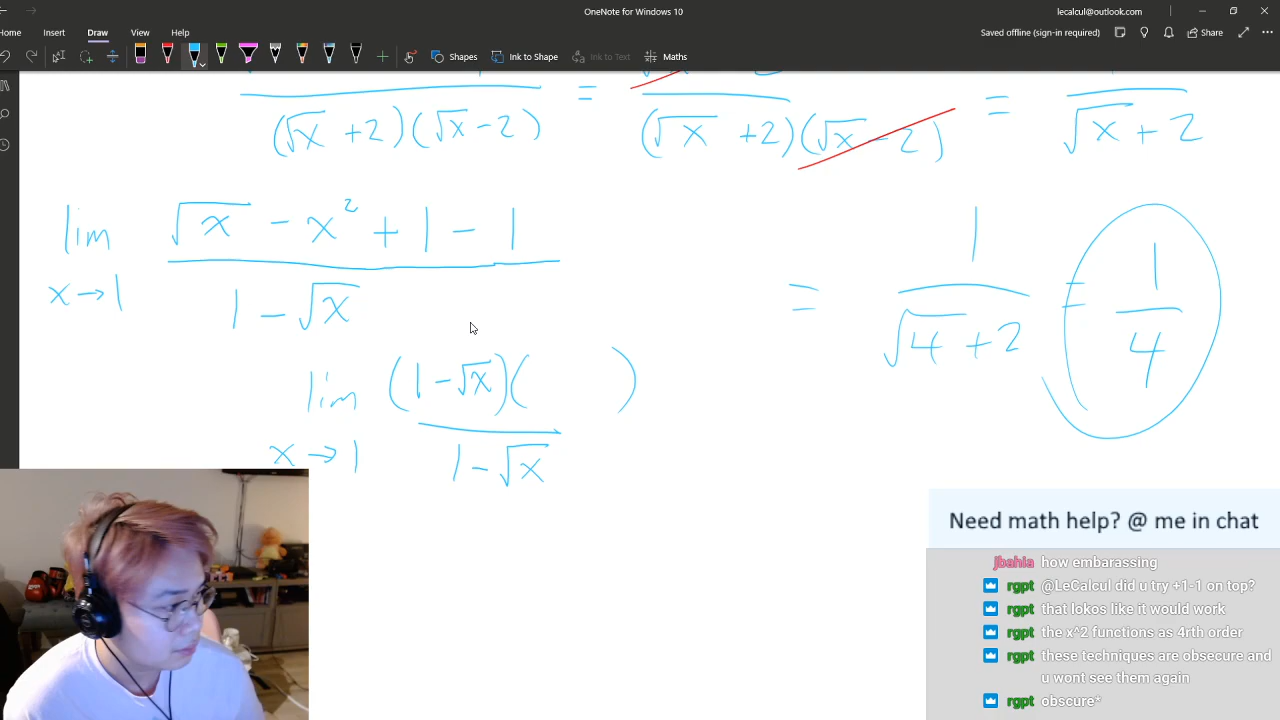 OneNote for Windows 10
lecalcul@outlook.com
Home Insert Draw View Help
Saved offline (sign-in required)
Share
Shapes
Ink to Shape
Ink to Text
Maths
(√x +2)(√x-2) = (√x +2)(√x-2) = √x+2
lim x→1
√x - x² + 1 - 1
1 - √x
= 1 / (√4+2) = 1/4
lim x→1
(1-√x)( )
1-√x
Need math help? @ me in chat
jbahia how embarassing
rgpt @LeCalcul did u try +1-1 on top?
rgpt that lokos like it would work
rgpt the x^2 functions as 4rth order
rgpt these techniques are obsecure and
u wont see them again
rgpt obscure*